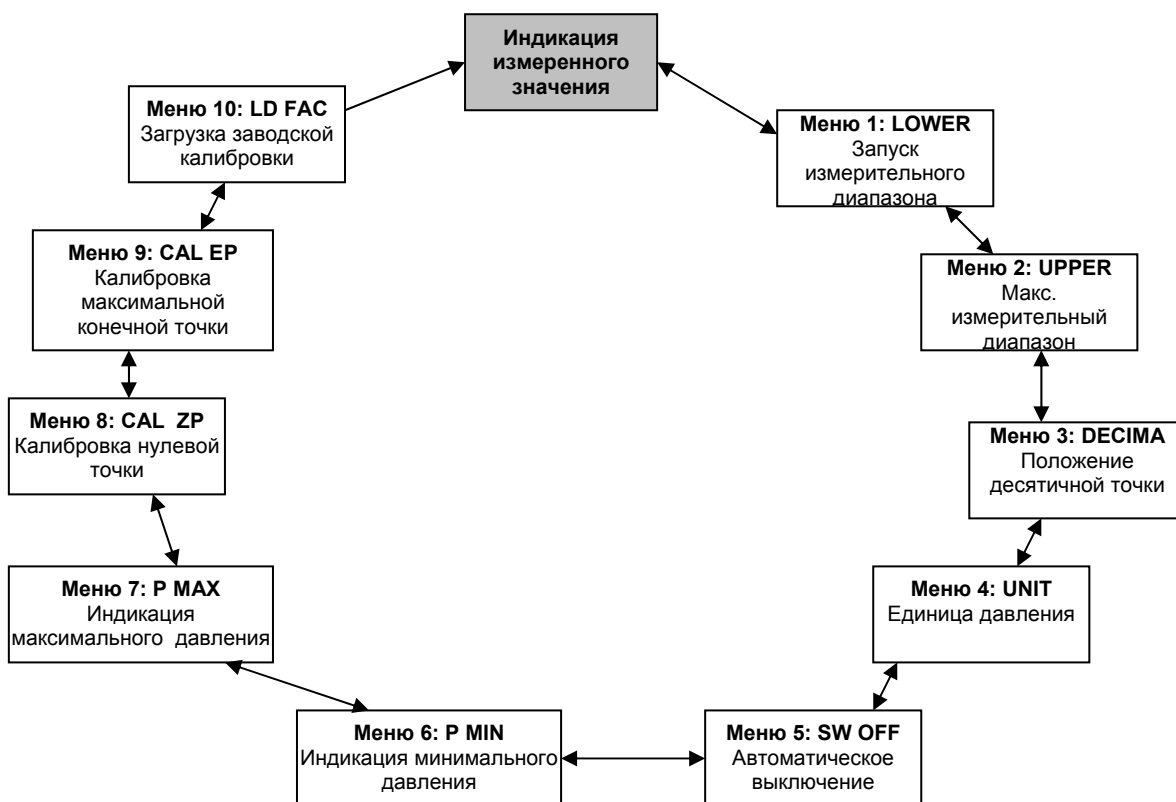 Индикация
измеренного
значения
Меню 1: LOWER
Запуск
измерительного
диапазона
Меню 2: UPPER
Макс.
измерительный
диапазон
Меню 3: DECIMA
Положение
десятичной точки
Меню 4: UNIT
Единица давления
Меню 5: SW OFF
Автоматическое
выключение
Меню 6: P MIN
Индикация минимального
давления
Меню 7: P MAX
Индикация
максимального давления
Меню 8: CAL ZP
Калибровка нулевой
точки
Меню 9: CAL EP
Калибровка
максимальной
конечной точки
Меню 10: LD FAC
Загрузка заводской
калибровки